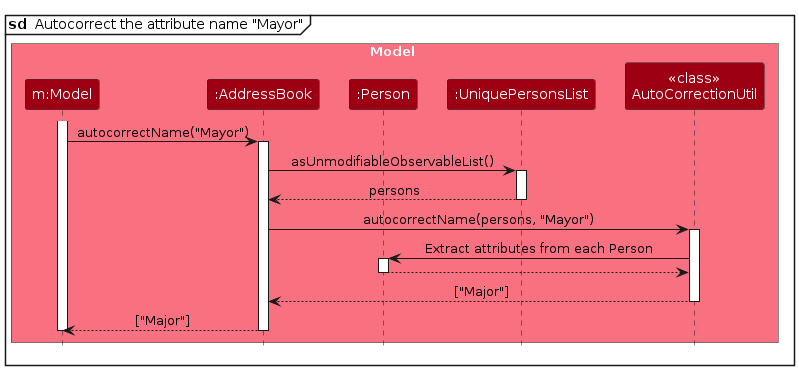 sd Autocorrect the attribute name "Mayor"
Model
m:Model
:AddressBook
:Person
:UniquePersonsList
«class»
AutoCorrectionUtil
autocorrectName("Mayor")
asUnmodifiableObservableList()
persons
autocorrectName(persons, "Mayor")
Extract attributes from each Person
["Major"]
["Major"]